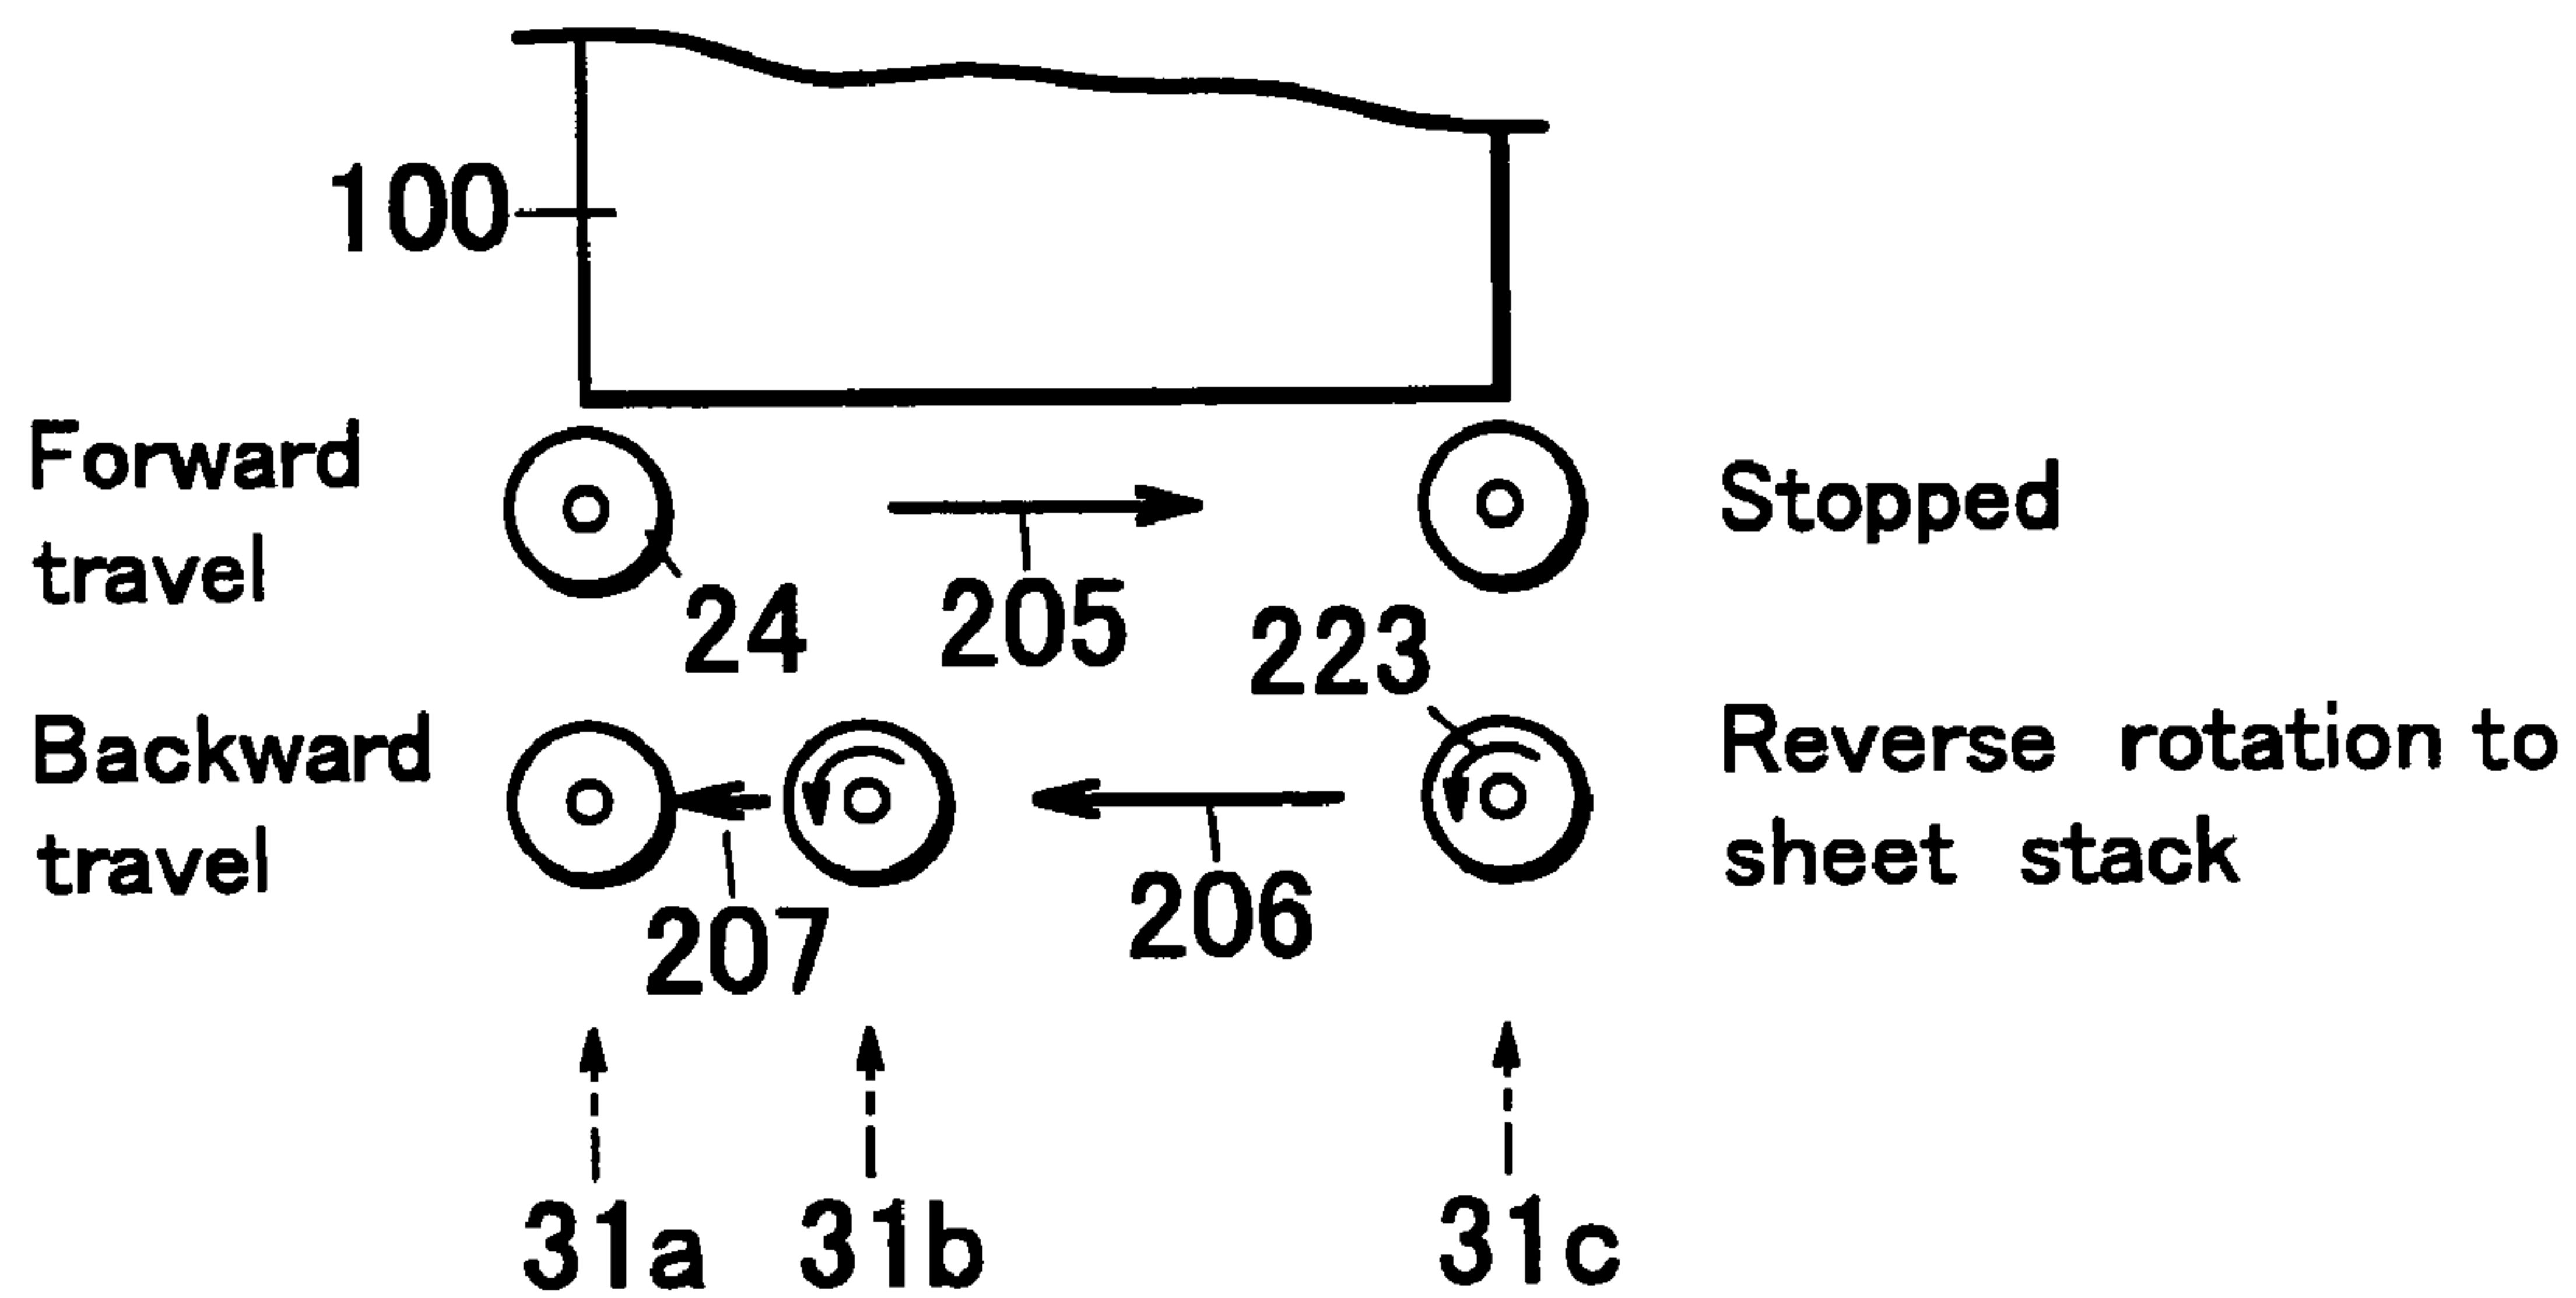 100
Forward
travel
24
205
Stopped
223
Backward
travel
207
206
Reverse rotation to
sheet stack
31a
31b
31c